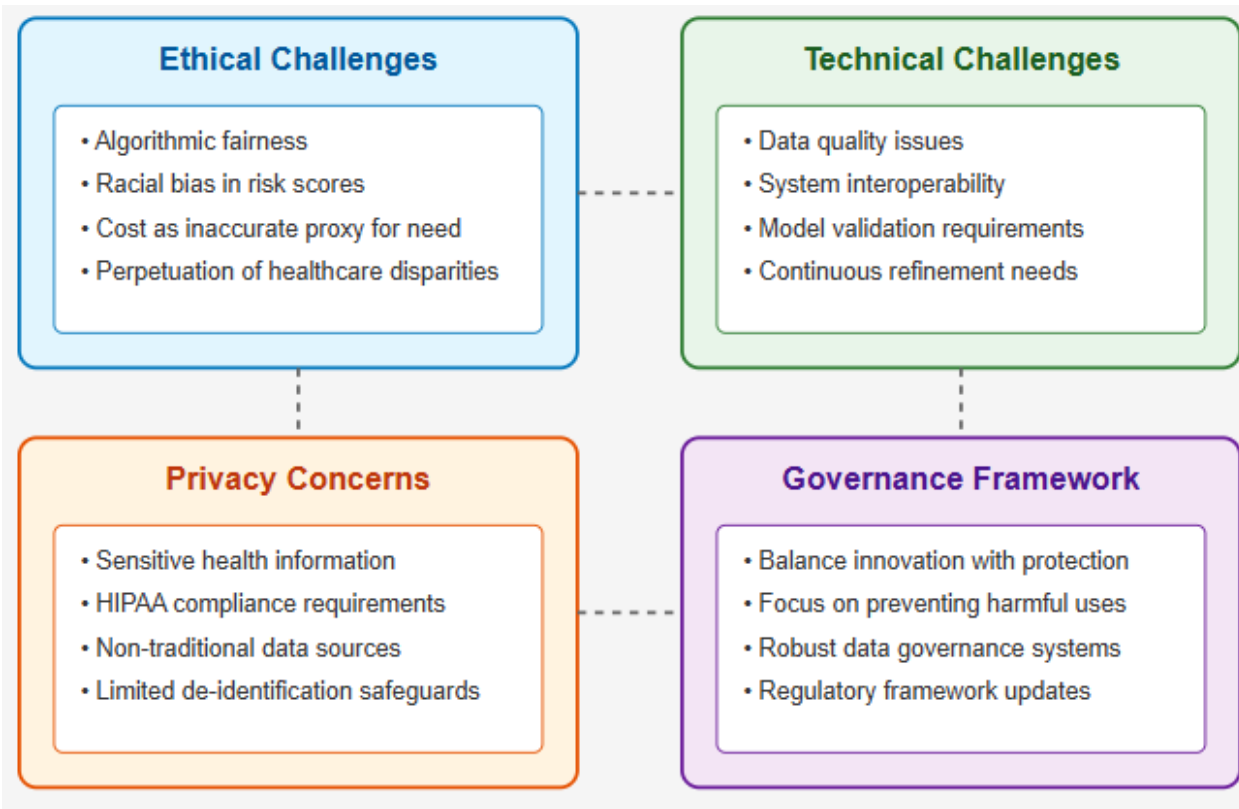 Ethical Challenges
• Algorithmic fairness
• Racial bias in risk scores
• Cost as inaccurate proxy for need
• Perpetuation of healthcare disparities
Technical Challenges
• Data quality issues
• System interoperability
• Model validation requirements
• Continuous refinement needs
Privacy Concerns
• Sensitive health information
• HIPAA compliance requirements
• Non-traditional data sources
• Limited de-identification safeguards
Governance Framework
• Balance innovation with protection
• Focus on preventing harmful uses
• Robust data governance systems
• Regulatory framework updates